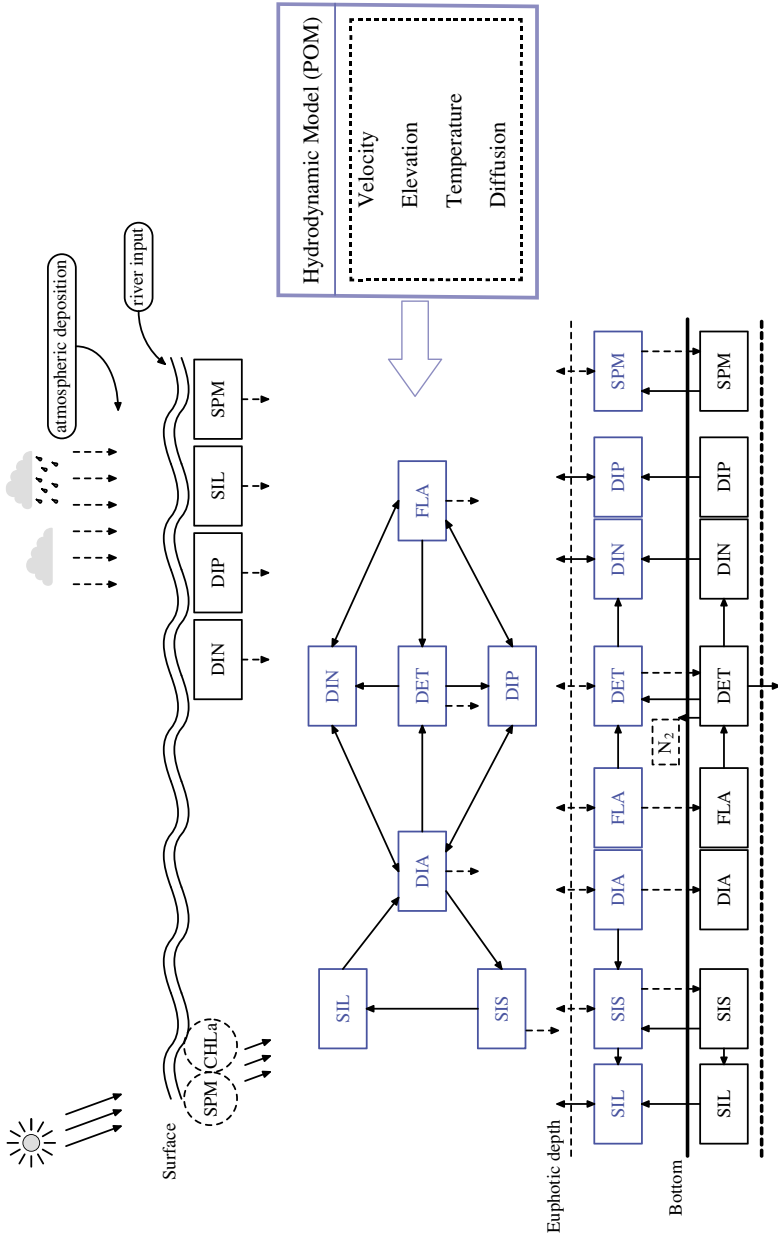 atmospheric deposition
river input
Surface
SPM
CHLa
DIN
DIP
SIL
SPM
Hydrodynamic Model (POM)
Velocity
Elevation
Temperature
Diffusion
SIL
SIS
DIA
DIN
DET
DIP
FLA
Euphotic depth
SIL
SIS
DIA
FLA
DET
DIN
DIP
SPM
N₂
Bottom
SIL
SIS
DIA
FLA
DET
DIN
DIP
SPM